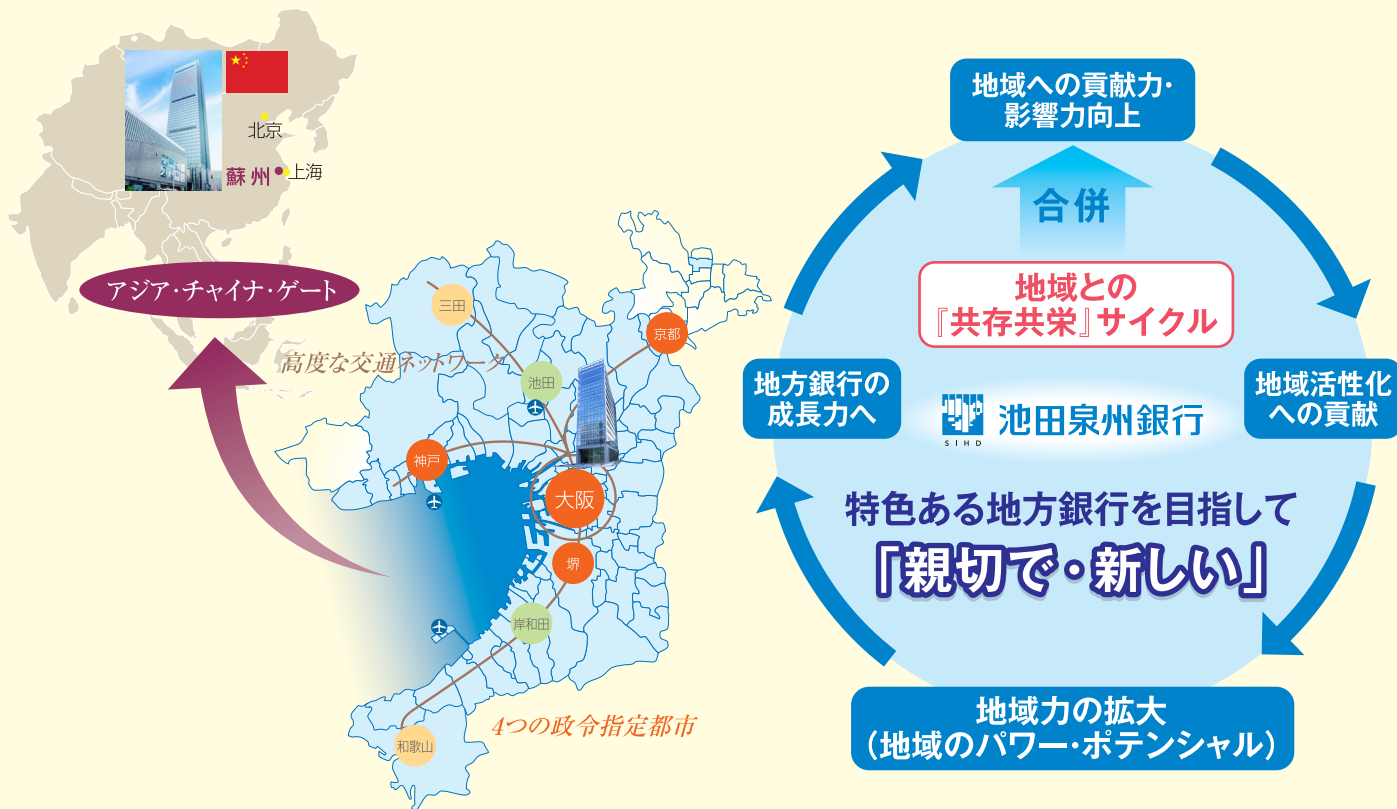 北京
蘇州
上海
アジア・チャイナ・ゲート
高度な交通ネットワーク
三田
京都
池田
神戸
大阪
堺
岸和田
和歌山
4つの政令指定都市
地域への貢献力・
影響力向上
合併
地域との
『共存共栄』サイクル
地方銀行の
成長力へ
地域活性化
への貢献
SIHD
池田泉州銀行
特色ある地方銀行を目指して
「親切で・新しい」
地域力の拡大
（地域のパワー・ポテンシャル）